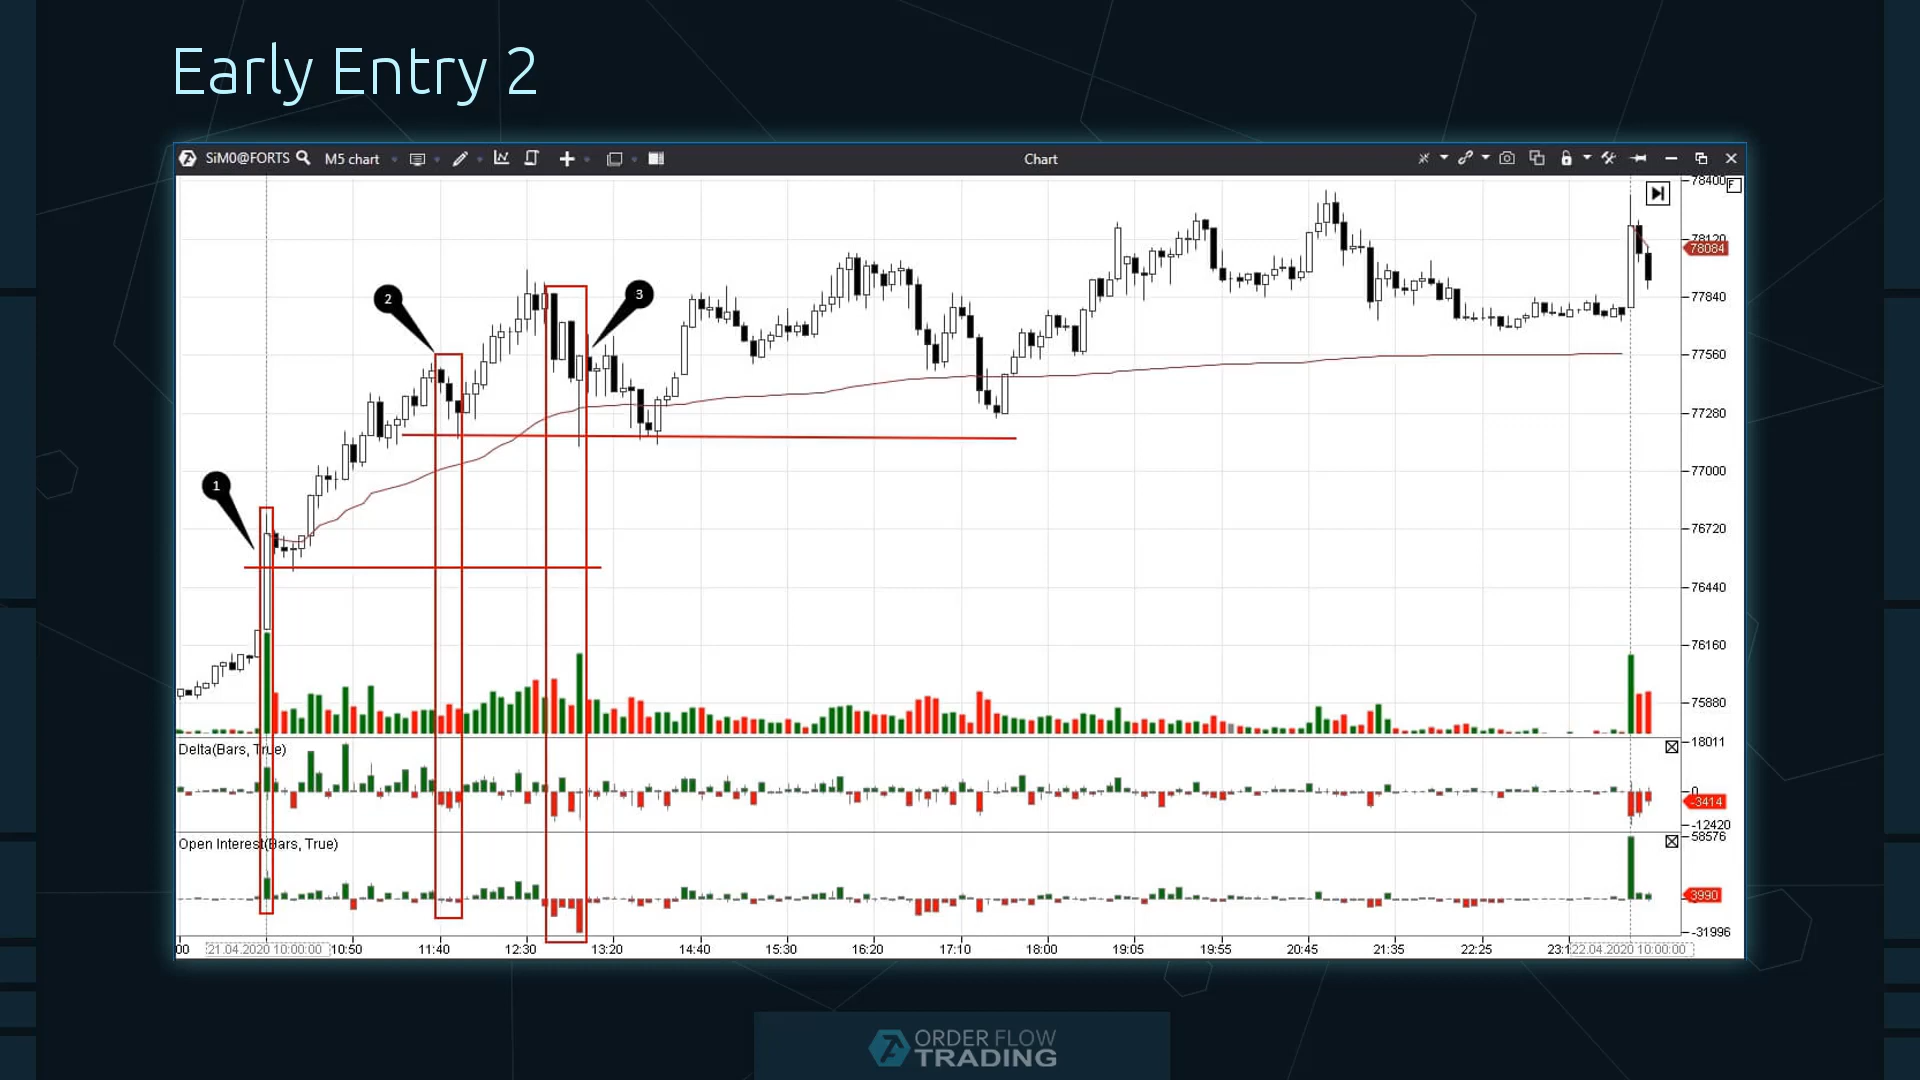 Early Entry 2
SiM0@FORTS M5 chart Chart
78400
F
78120
78084
77840
2
3
77560
77280
77000
1
76720
76440
76160
75880
Delta(Bars, True)
18011
0
-3414
-12420
Open Interest(Bars, True)
58576
3990
-31996
00 21.04.2020 10:00:00 10:50 11:40 12:30 13:20 14:40 15:30 16:20 17:10 18:00 19:05 19:55 20:45 21:35 22:25 23:1 22.04.2020 10:00:00
ORDER FLOW
TRADING